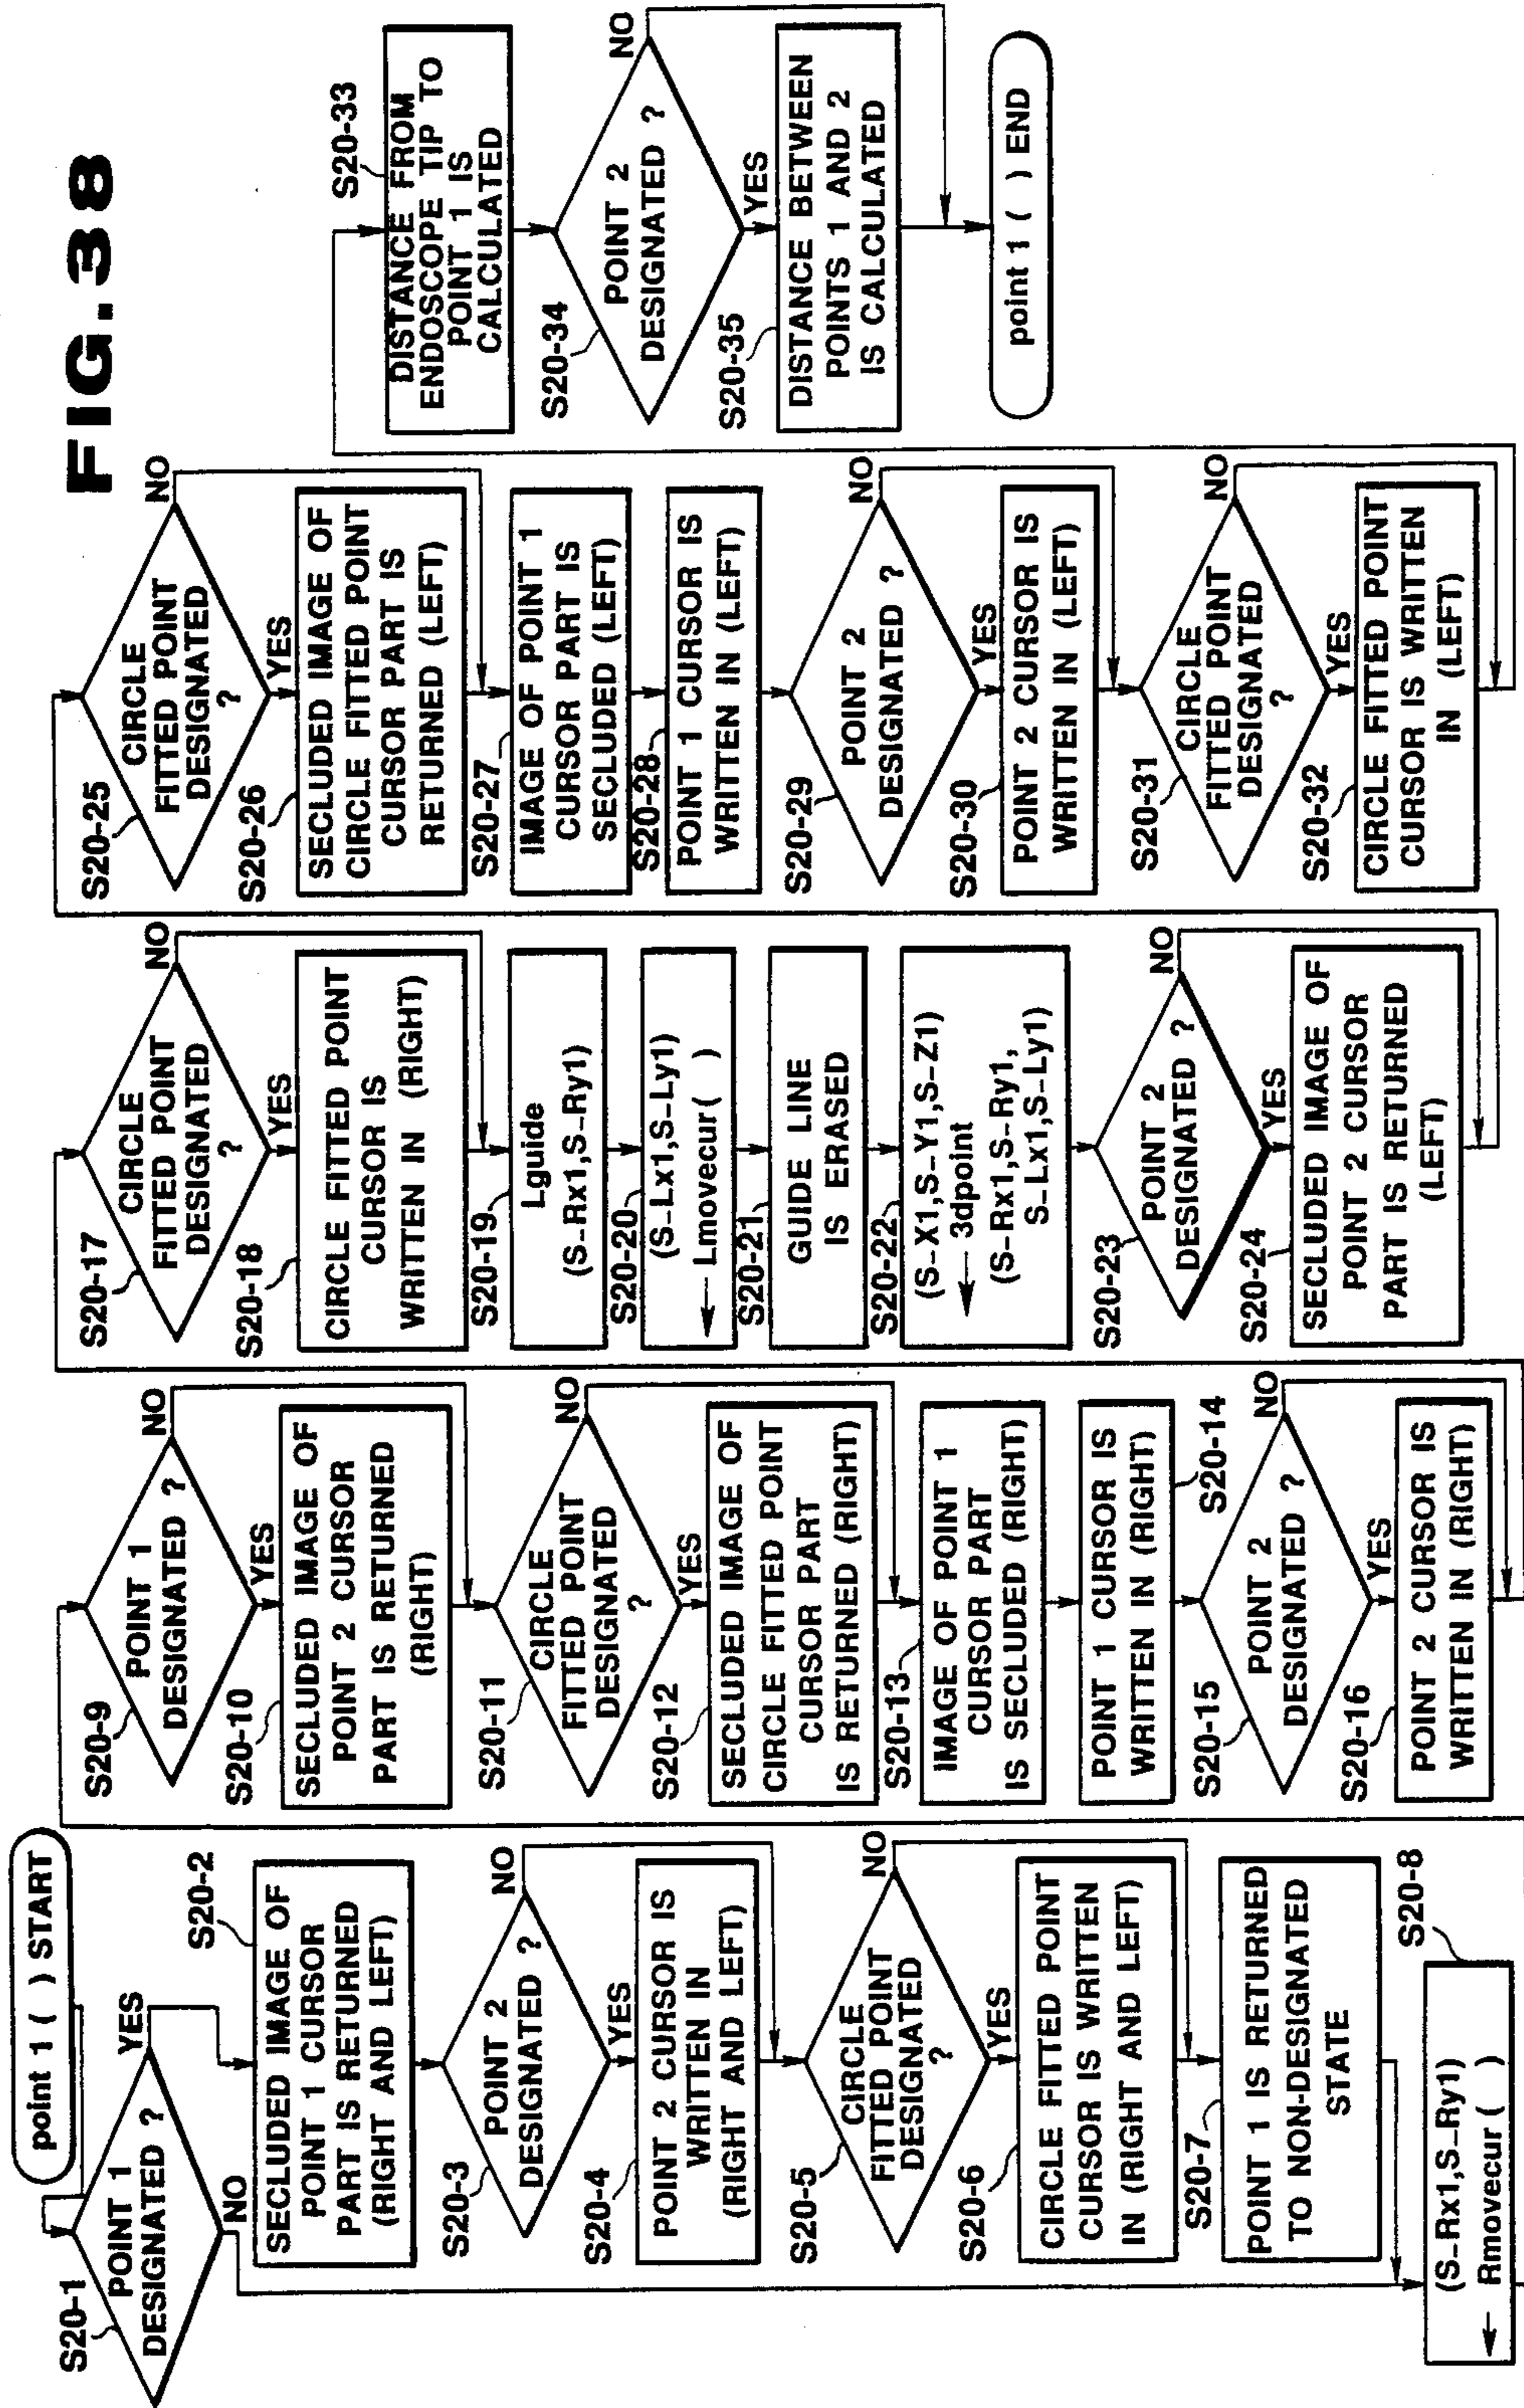 FIG.38
point 1 ( ) START
S20-1
POINT 1
DESIGNATED ?
YES
NO
S20-2
SECLUDED IMAGE OF
POINT 1 CURSOR
PART IS RETURNED
(RIGHT AND LEFT)
S20-3
POINT 2
DESIGNATED ?
NO
YES
S20-4
POINT 2 CURSOR IS
WRITTEN IN
(RIGHT AND LEFT)
S20-5
CIRCLE
FITTED POINT
DESIGNATED
?
NO
YES
S20-6
CIRCLE FITTED POINT
CURSOR IS WRITTEN
IN (RIGHT AND LEFT)
S20-7
POINT 1 IS RETURNED
TO NON-DESIGNATED
STATE
S20-8
(S-Rx1,S-Ry1)
← Rmovecur ( )
S20-9
POINT 1
DESIGNATED ?
NO
YES
S20-10
SECLUDED IMAGE OF
POINT 2 CURSOR
PART IS RETURNED
(RIGHT)
S20-11
CIRCLE
FITTED POINT
DESIGNATED
?
NO
YES
S20-12
SECLUDED IMAGE OF
CIRCLE FITTED POINT
CURSOR PART
IS RETURNED (RIGHT)
S20-13
IMAGE OF POINT 1
CURSOR PART
IS SECLUDED (RIGHT)
S20-14
POINT 1 CURSOR IS
WRITTEN IN (RIGHT)
S20-15
POINT 2
DESIGNATED ?
NO
YES
S20-16
POINT 2 CURSOR IS
WRITTEN IN (RIGHT)
S20-17
CIRCLE
FITTED POINT
DESIGNATED
?
NO
YES
S20-18
CIRCLE FITTED POINT
CURSOR IS
WRITTEN IN (RIGHT)
S20-19
Lguide
(S-Rx1,S-Ry1)
S20-20
(S-Lx1,S-Ly1)
← Lmovecur( )
S20-21
GUIDE LINE
IS ERASED
S20-22
(S-X1,S-Y1,S-Z1)
← 3dpoint
(S-Rx1,S-Ry1,
S-Lx1,S-Ly1)
S20-23
POINT 2
DESIGNATED ?
NO
YES
S20-24
SECLUDED IMAGE OF
POINT 2 CURSOR
PART IS RETURNED
(LEFT)
S20-25
CIRCLE
FITTED POINT
DESIGNATED
?
NO
YES
S20-26
SECLUDED IMAGE OF
CIRCLE FITTED POINT
CURSOR PART IS
RETURNED (LEFT)
S20-27
IMAGE OF POINT 1
CURSOR PART IS
SECLUDED (LEFT)
S20-28
POINT 1 CURSOR IS
WRITTEN IN (LEFT)
S20-29
POINT 2
DESIGNATED ?
NO
YES
S20-30
POINT 2 CURSOR IS
WRITTEN IN (LEFT)
S20-31
CIRCLE
FITTED POINT
DESIGNATED
?
NO
YES
S20-32
CIRCLE FITTED POINT
CURSOR IS WRITTEN
IN (LEFT)
S20-33
DISTANCE FROM
ENDOSCOPE TIP TO
POINT 1 IS
CALCULATED
S20-34
POINT 2
DESIGNATED ?
NO
YES
S20-35
DISTANCE BETWEEN
POINTS 1 AND 2
IS CALCULATED
point 1 ( ) END